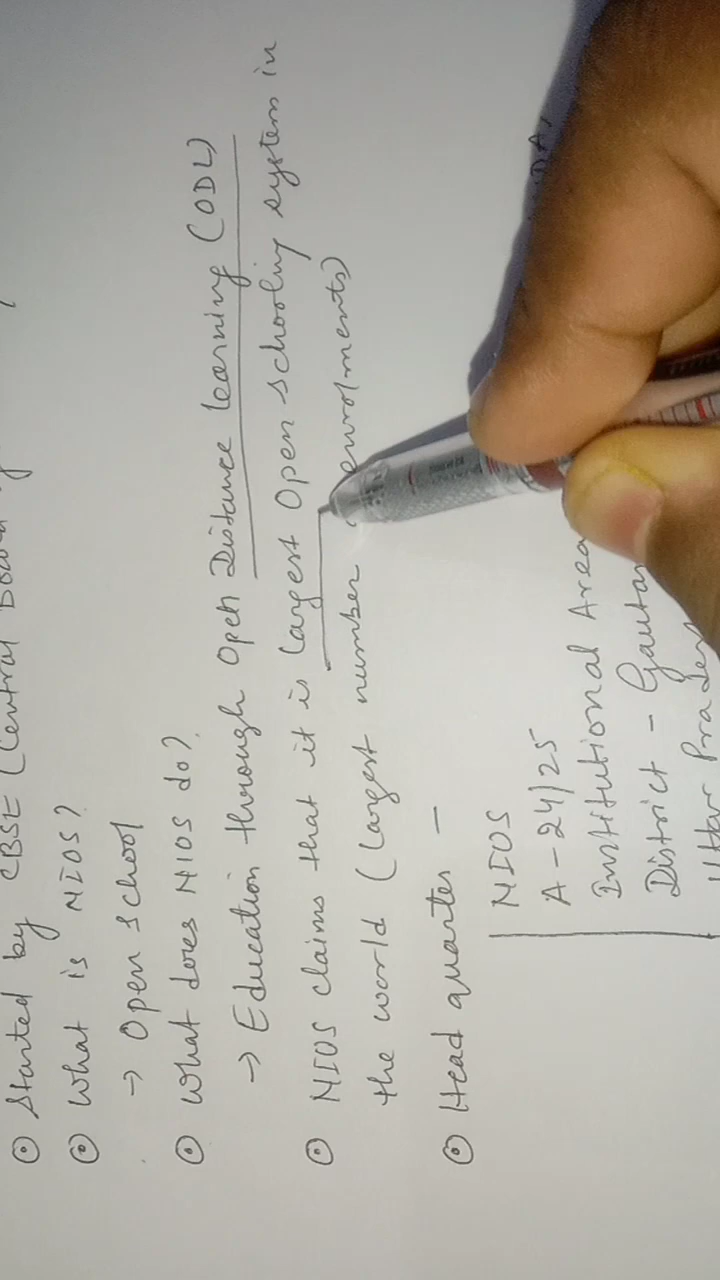 ⊙ Started by CBSE (Central Board
⊙ What is NIOS?
→ Open School
⊙ What does NIOS do?
→ Education through Open Distance learning (ODL)
⊙ NIOS claims that it is largest Open schooling system in
the world (largest number enrolments)
⊙ Head quarter -
NIOS
A-24/25
Institutional Area
District - Gauta
Uttar Prades